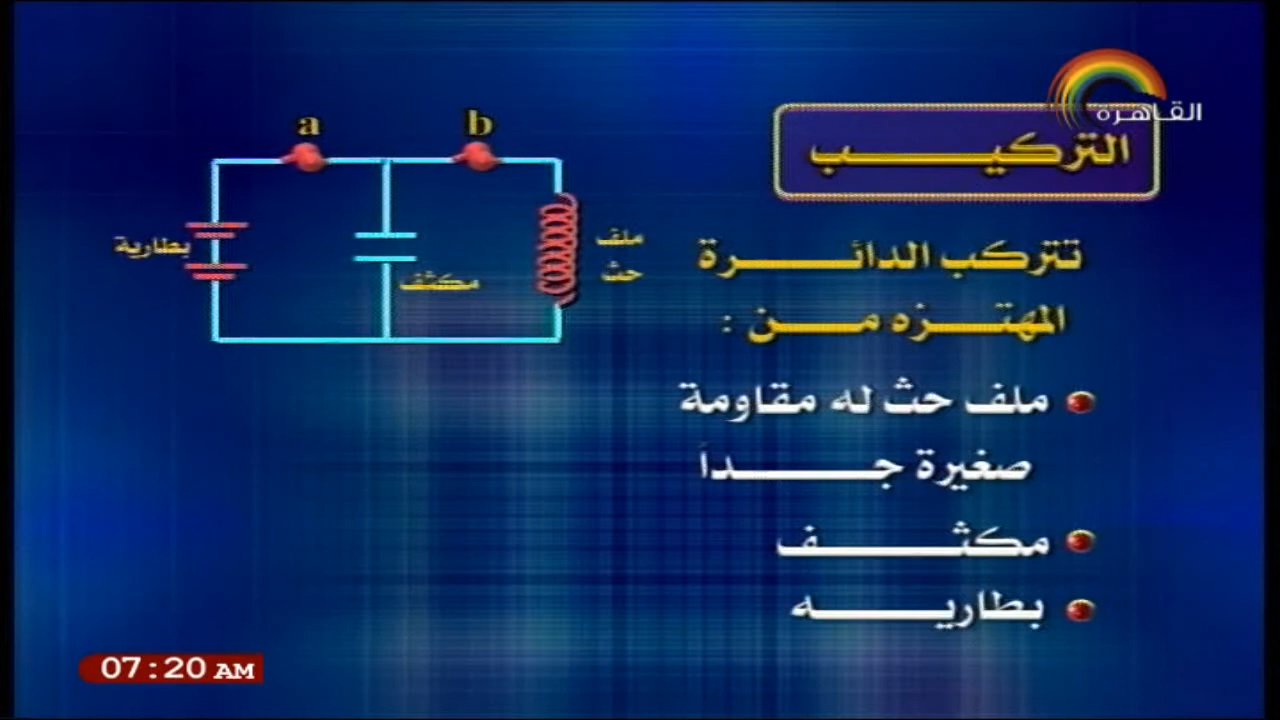 القاهرة
التركيب
a
b
بطارية
مكثف
ملف
حث
تتركب الدائرة
المهتزه من :
ملف حث له مقاومة
صغيرة جداً
مكثف
بطاريه
07:20 AM